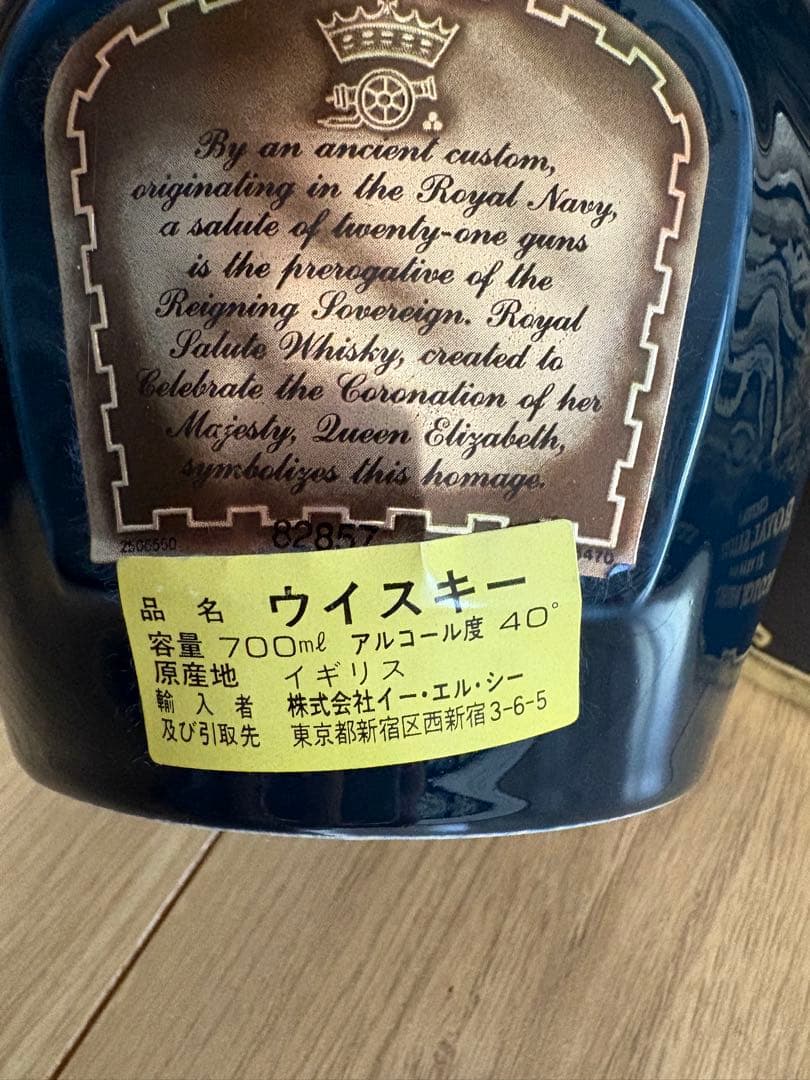 By an ancient custom,
originating in the Royal Navy,
a salute of twenty-one guns
is the prerogative of the
Reigning Sovereign. Royal
Salute Whisky, created to
Celebrate the Coronation of her
Majesty, Queen Elizabeth,
symbolizes this homage.
82857
品名 ウイスキー
容量 700ml アルコール度 40°
原産地 イギリス
輸入者 株式会社イー・エル・シー
及び引取先 東京都新宿区西新宿3-6-5
ROYAL